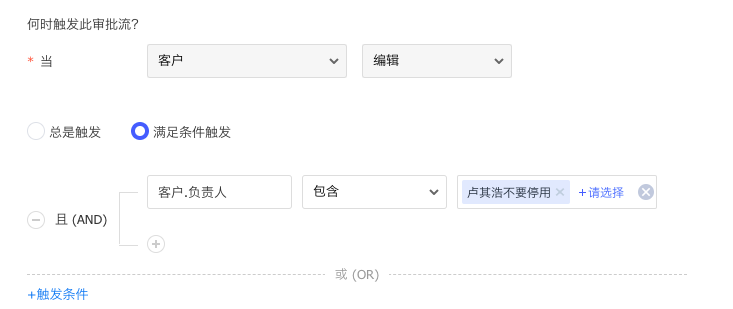 何时触发此审批流?
* 当 客户 编辑
总是触发 满足条件触发
客户.负责人 包含 卢其浩不要停用 × +请选择
且 (AND)
或 (OR)
+触发条件